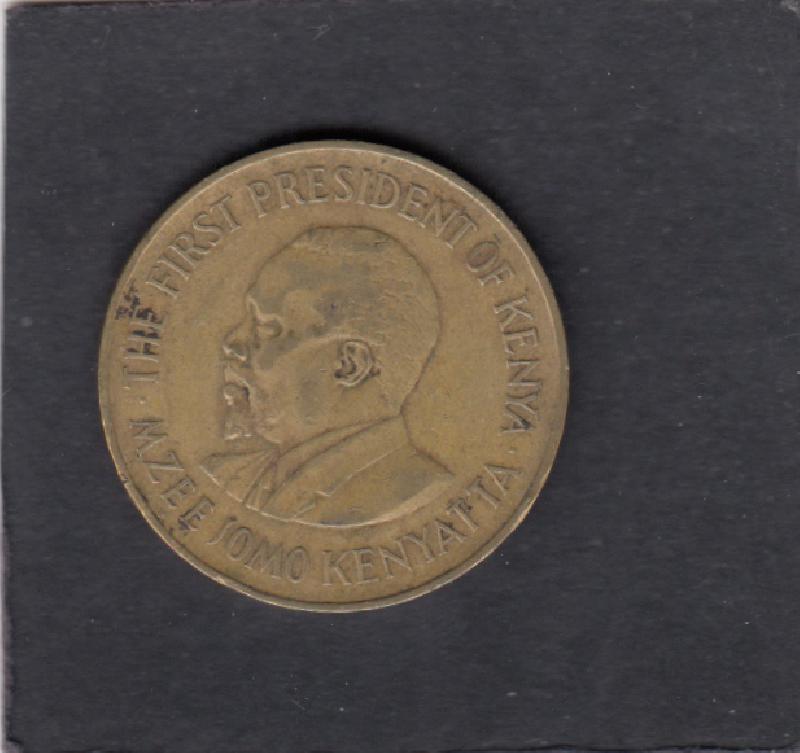 · THE FIRST PRESIDENT OF KENYA ·
MZEE JOMO KENYATTA